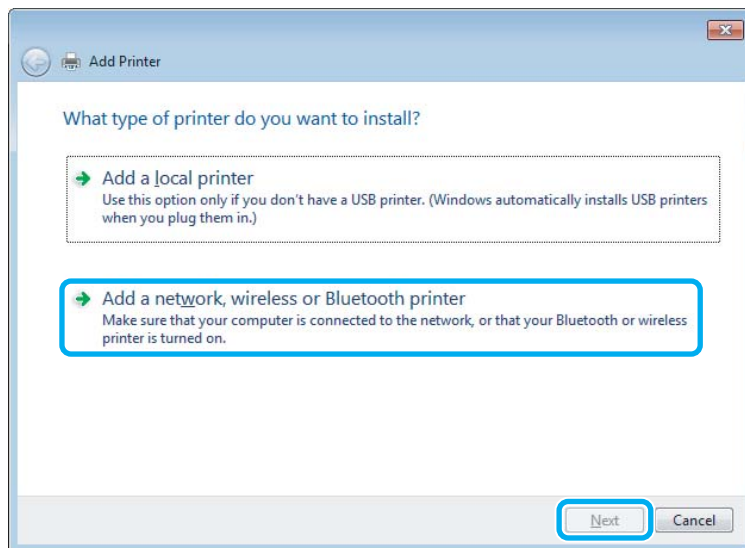 Add Printer
What type of printer do you want to install?
Add a local printer
Use this option only if you don't have a USB printer. (Windows automatically installs USB printers
when you plug them in.)
Add a network, wireless or Bluetooth printer
Make sure that your computer is connected to the network, or that your Bluetooth or wireless
printer is turned on.
Next Cancel